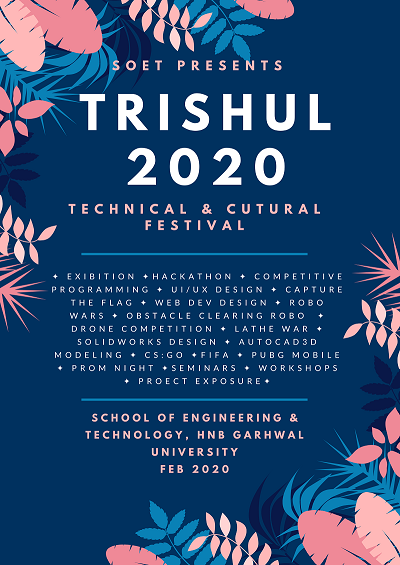 SOET PRESENTS
TRISHUL
2020
TECHNICAL & CUTURAL
FESTIVAL
✦ EXIBITION ✦HACKATHON ✦ COMPETITIVE
PROGRAMMING ✦ UI/UX DESIGN ✦ CAPTURE
THE FLAG ✦ WEB DEV DESIGN ✦ ROBO
WARS ✦ OBSTACLE CLEARING ROBO ✦
DRONE COMPETITION ✦ LATHE WAR ✦
SOLIDWORKS DESIGN ✦ AUTOCAD3D
MODELING ✦ CS:GO ✦FIFA ✦ PUBG MOBILE
✦ PROM NIGHT ✦SEMINARS ✦ WORKSHOPS
✦ PROECT EXPOSURE✦
SCHOOL OF ENGINEERING &
TECHNOLOGY, HNB GARHWAL
UNIVERSITY
FEB 2020